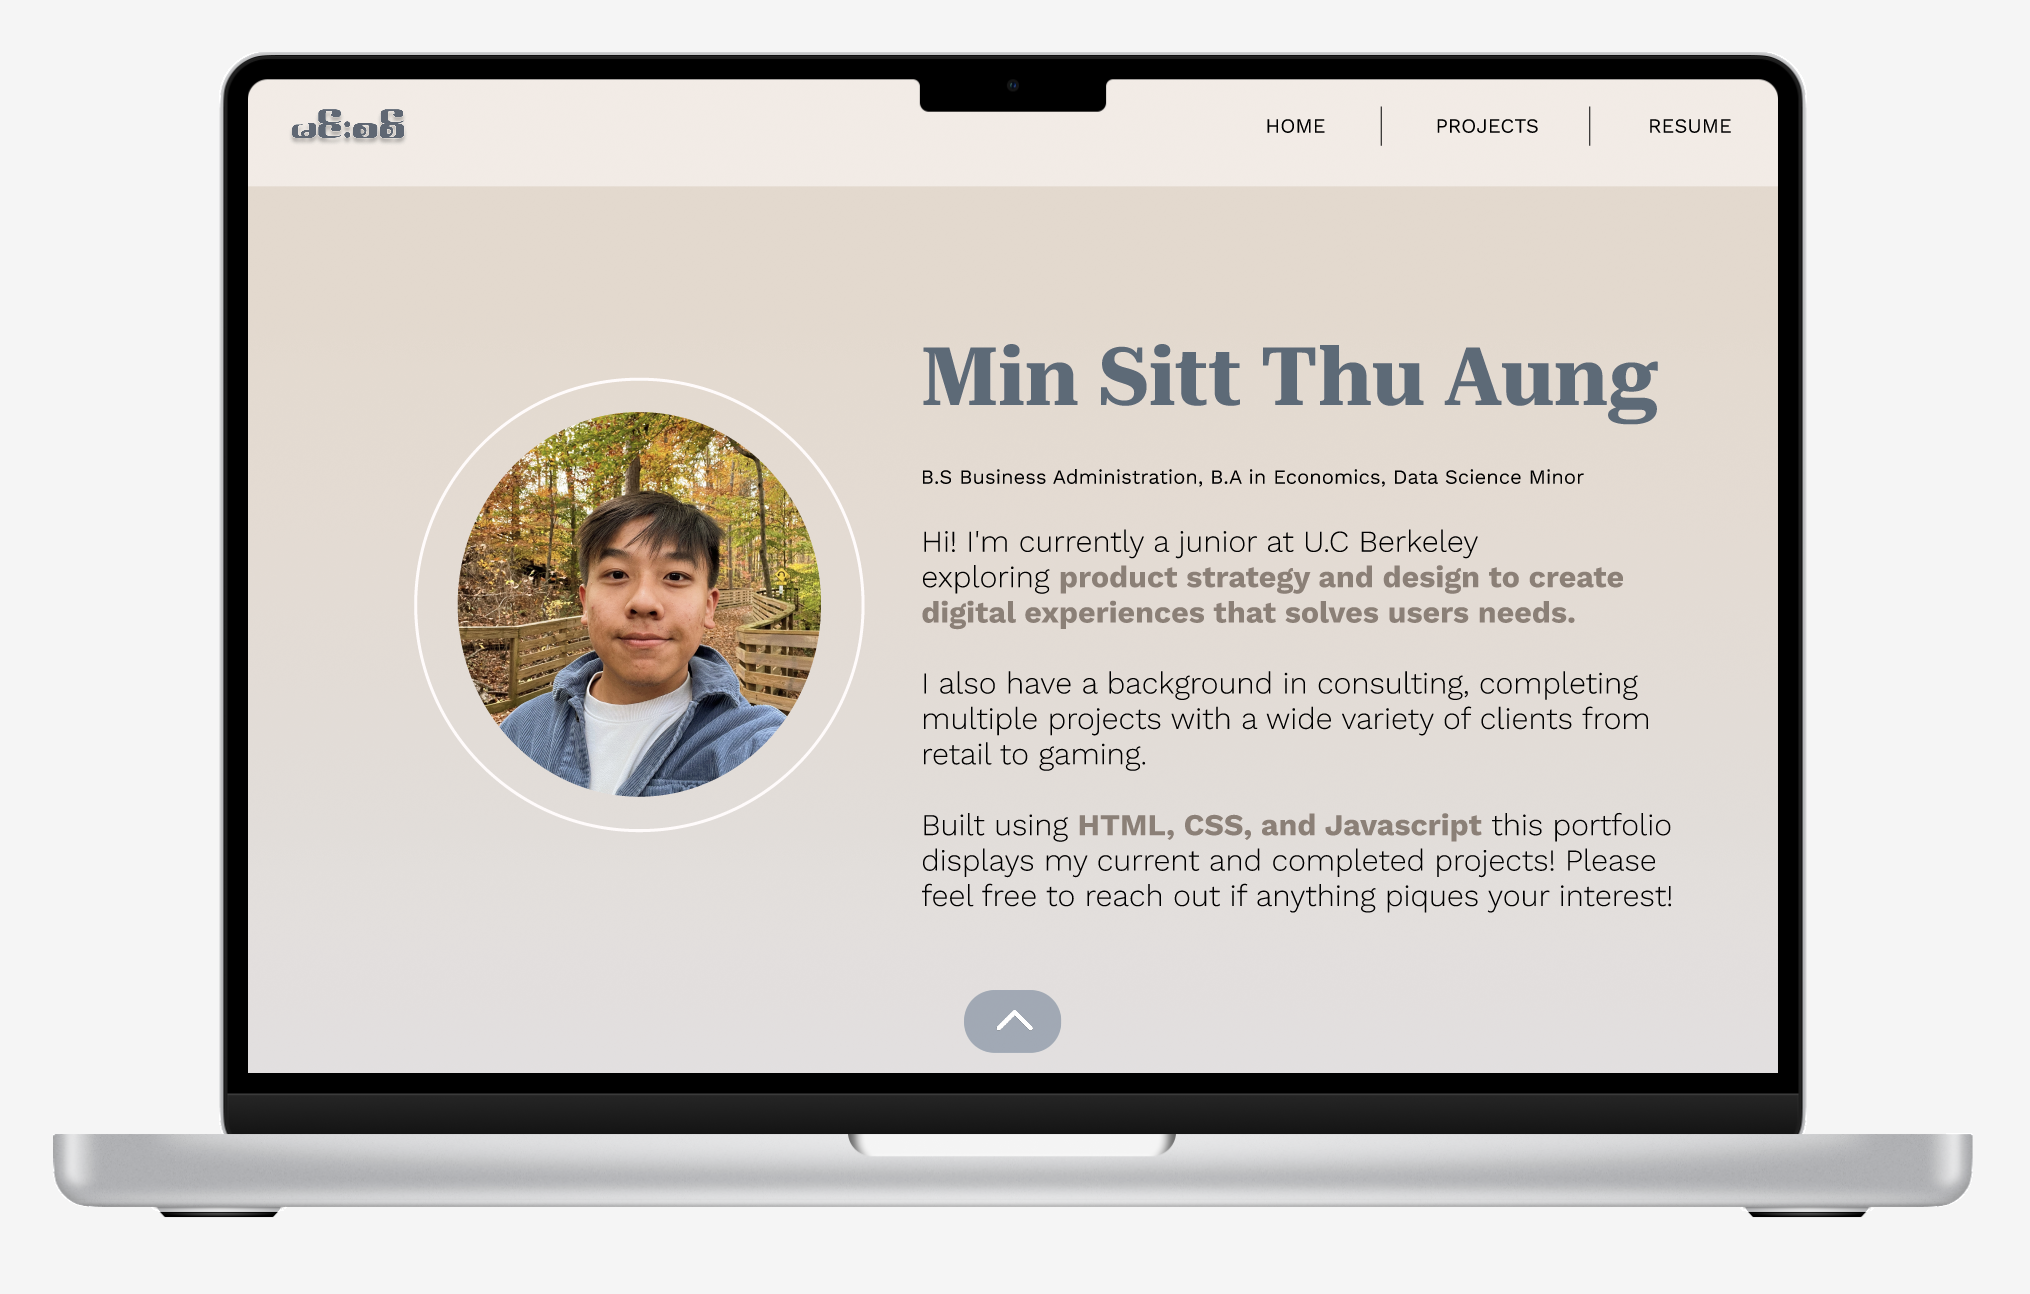 မင်းစစ်
HOME
PROJECTS
RESUME
Min Sitt Thu Aung
B.S Business Administration, B.A in Economics, Data Science Minor
Hi! I'm currently a junior at U.C Berkeley
exploring product strategy and design to create
digital experiences that solves users needs.
I also have a background in consulting, completing
multiple projects with a wide variety of clients from
retail to gaming.
Built using HTML, CSS, and Javascript this portfolio
displays my current and completed projects! Please
feel free to reach out if anything piques your interest!